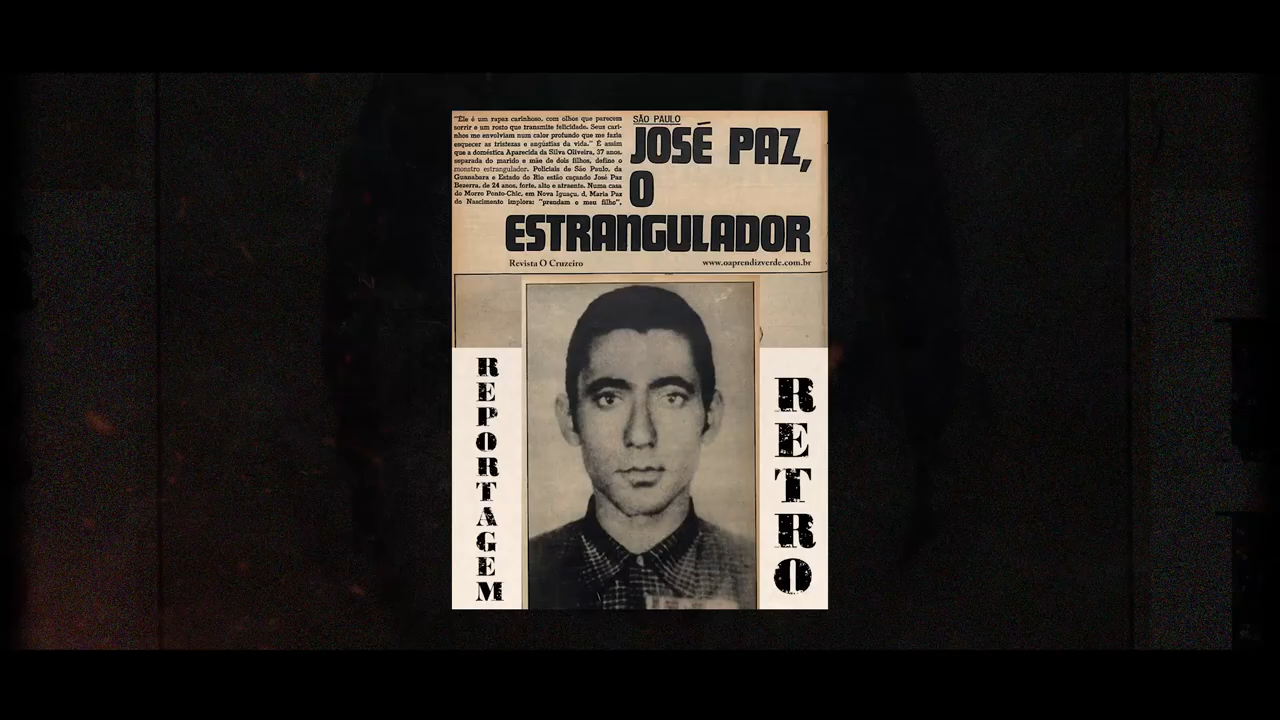 "Ele é um rapaz carinhoso, com olhos que parecem
sorrir e um rosto que transmite felicidade. Seus cari-
nhos me envolviam num calor profundo que me fazia
esquecer as tristezas e angústias da vida." É assim
que a doméstica Aparecida da Silva Oliveira, 37 anos,
separada do marido e mãe de dois filhos, define o
monstro estrangulador. Policiais de São Paulo, da
Guanabara e Estado do Rio estão caçando José Paz
Bezerra, de 24 anos, forte, alto e atraente. Numa casa
do Morro Ponto-Chic, em Nova Iguaçu, d. Maria Paz
do Nascimento implora: "prendam o meu filho".
SÃO PAULO
JOSÉ PAZ,
O
ESTRANGULADOR
Revista O Cruzeiro
www.oaprendizverde.com.br
REPORTAGEM
RETRO